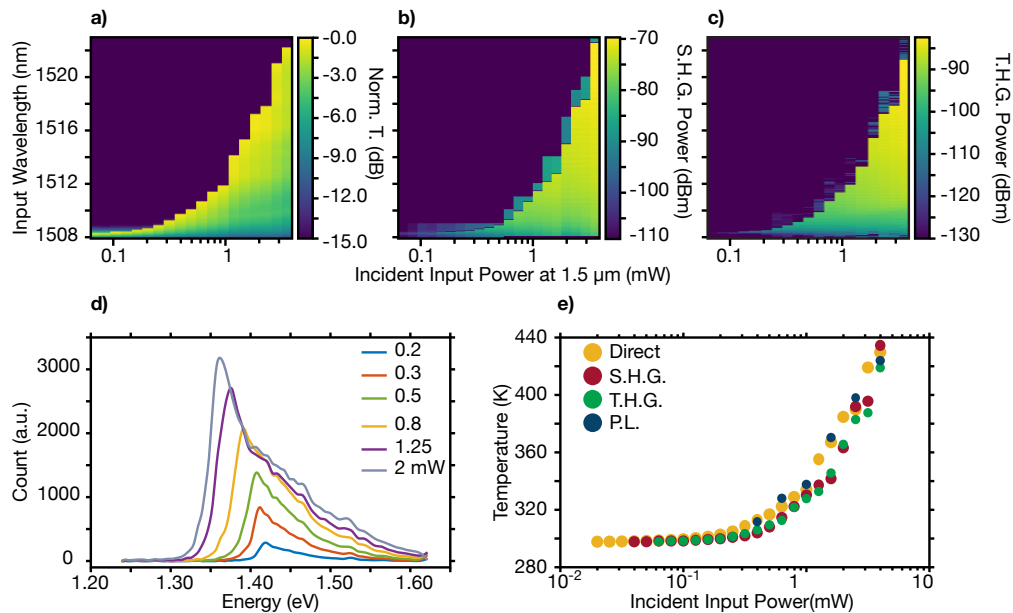 a)
b)
c)
Input Wavelength (nm)
1520
1516
1512
1508
0.1
1
-0.0
-3.0
-6.0
-9.0
-12.0
-15.0
Norm. T. (dB)
0.1
1
-70
-80
-90
-100
-110
S.H.G. Power (dBm)
0.1
1
-90
-100
-110
-120
-130
T.H.G. Power (dBm)
Incident Input Power at 1.5 µm (mW)
d)
Count (a.u.)
3000
2000
1000
0
1.20
1.30
1.40
1.50
1.60
Energy (eV)
0.2
0.3
0.5
0.8
1.25
2 mW
e)
Temperature (K)
440
400
360
320
280
10⁻²
10⁻¹
1
10
Incident Input Power(mW)
Direct
S.H.G.
T.H.G.
P.L.